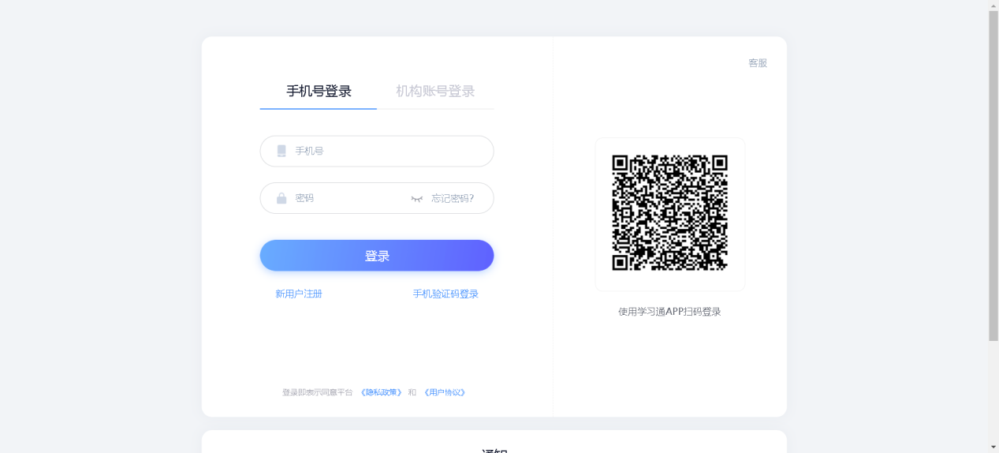 客服
手机号登录 机构账号登录
手机号
密码 忘记密码?
登录
新用户注册 手机验证码登录
使用学习通APP扫码登录
登录即表示同意平台 《隐私政策》 和 《用户协议》
通知